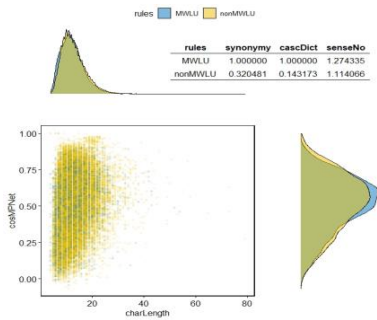 rules MWLU nonMWLU
rules synonymy cascDict senseNo
MWLU 1.000000 1.000000 1.274335
nonMWLU 0.320481 0.143173 1.114066
1.00
0.75
0.50
0.25
0.00
cosMPNet
0 20 40 60 80
charLength